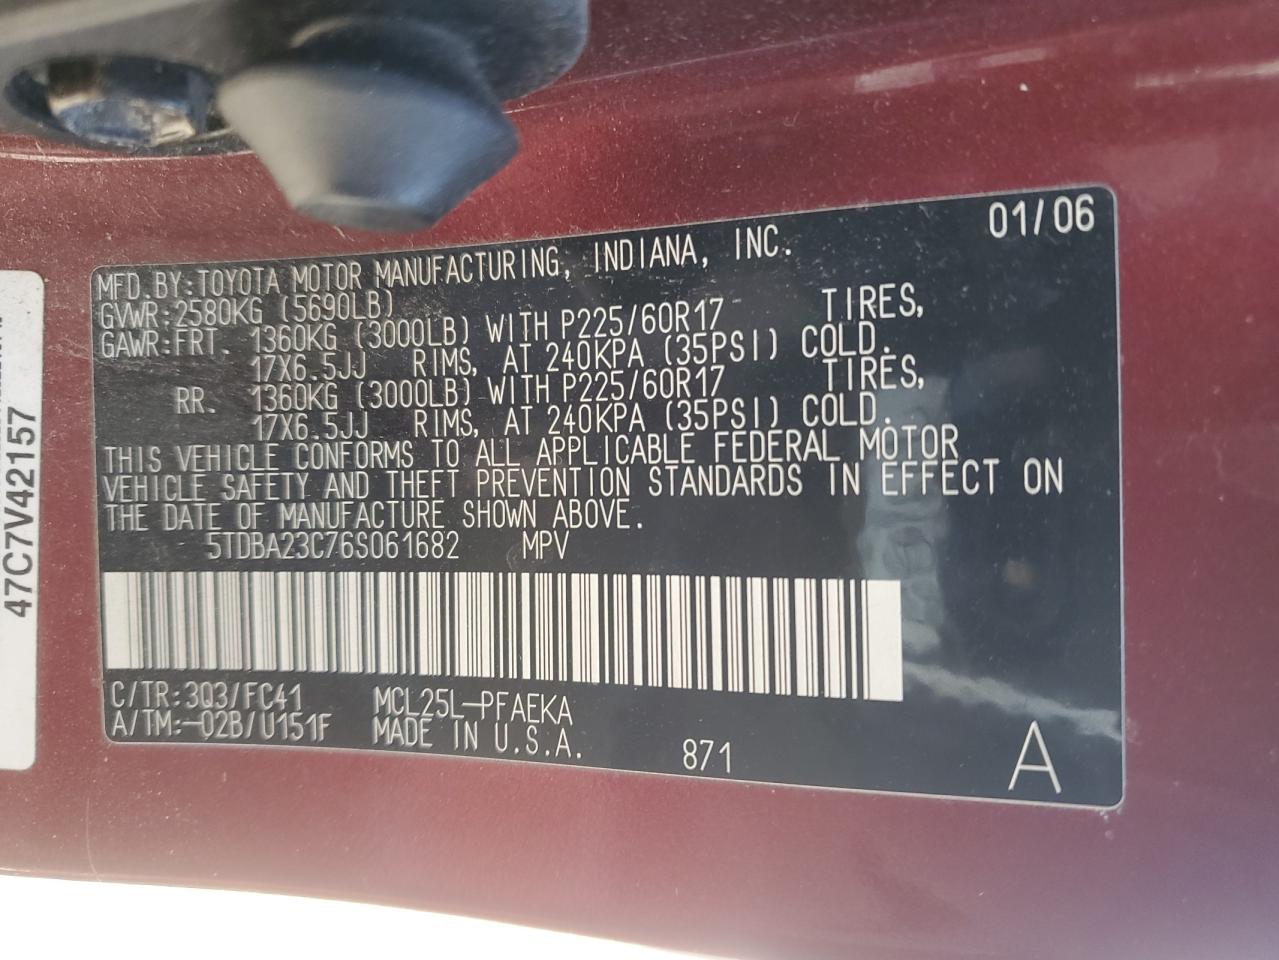 01/06
MFD.BY:TOYOTA MOTOR MANUFACTURING, INDIANA, INC.
GVWR:2580KG (5690LB)
GAWR:FRT. 1360KG (3000LB) WITH P225/60R17 TIRES,
17X6.5JJ RIMS, AT 240KPA (35PSI) COLD.
RR. 1360KG (3000LB) WITH P225/60R17 TIRES,
17X6.5JJ RIMS, AT 240KPA (35PSI) COLD.
THIS VEHICLE CONFORMS TO ALL APPLICABLE FEDERAL MOTOR
VEHICLE SAFETY AND THEFT PREVENTION STANDARDS IN EFFECT ON
THE DATE OF MANUFACTURE SHOWN ABOVE.
5TDBA23C76S061682 MPV
C/TR:3Q3/FC41 MCL25L-PFAEKA
A/TM:-02B/U151F MADE IN U.S.A. 871 A
47C7V42157